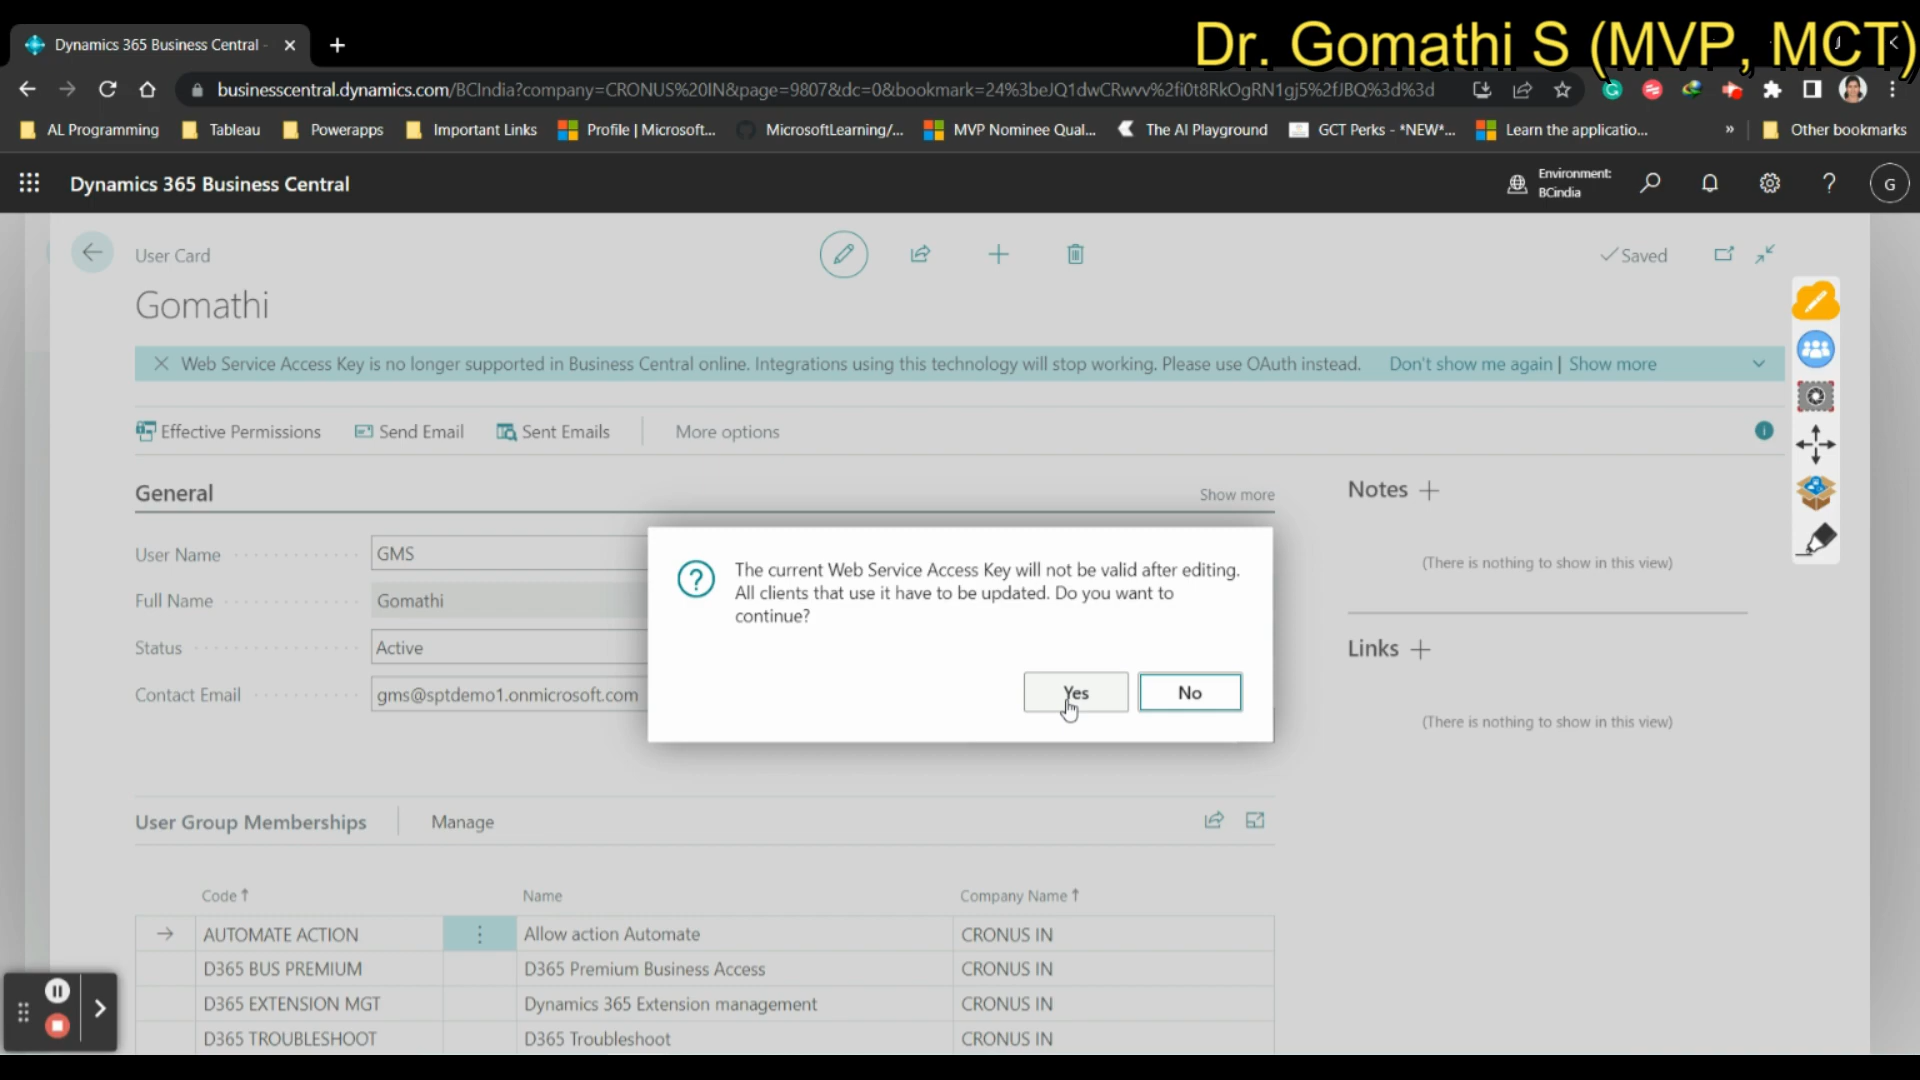 Dr. Gomathi S (MVP, MCT)
Dynamics 365 Business Central -
businesscentral.dynamics.com/BCIndia?company=CRONUS%20IN&page=9807&dc=0&bookmark=24%3beJQ1dwCRwvv%2fi0t8RkOgRN1gj5%2fJBQ%3d%3d
AL Programming Tableau Powerapps Important Links Profile | Microsoft... MicrosoftLearning/... MVP Nominee Qual... The AI Playground GCT Perks - *NEW*... Learn the applicatio... » Other bookmarks
Dynamics 365 Business Central
Environment:
BCindia
G
User Card
Saved
Gomathi
Web Service Access Key is no longer supported in Business Central online. Integrations using this technology will stop working. Please use OAuth instead. Don't show me again | Show more
Effective Permissions Send Email Sent Emails More options
General Show more
User Name GMS
Full Name Gomathi
Status Active
Contact Email gms@sptdemo1.onmicrosoft.com
The current Web Service Access Key will not be valid after editing.
All clients that use it have to be updated. Do you want to
continue?
Yes No
Notes
(There is nothing to show in this view)
Links
(There is nothing to show in this view)
User Group Memberships Manage
Code↑ Name Company Name↑
AUTOMATE ACTION Allow action Automate CRONUS IN
D365 BUS PREMIUM D365 Premium Business Access CRONUS IN
D365 EXTENSION MGT Dynamics 365 Extension management CRONUS IN
D365 TROUBLESHOOT D365 Troubleshoot CRONUS IN